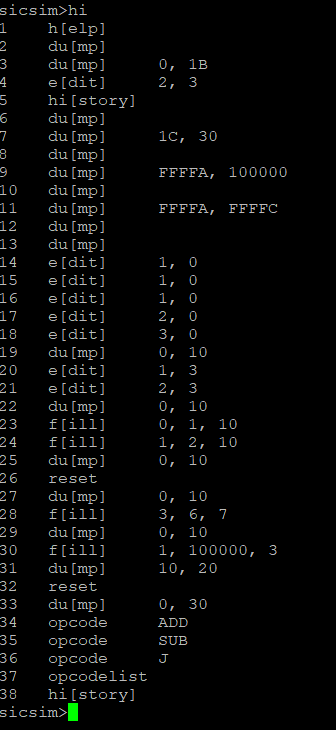 sicsim>hi
1 h[elp]
2 du[mp]
3 du[mp] 0, 1B
4 e[dit] 2, 3
5 hi[story]
6 du[mp]
7 du[mp] 1C, 30
8 du[mp]
9 du[mp] FFFFA, 100000
10 du[mp]
11 du[mp] FFFFA, FFFFC
12 du[mp]
13 du[mp]
14 e[dit] 1, 0
15 e[dit] 1, 0
16 e[dit] 1, 0
17 e[dit] 2, 0
18 e[dit] 3, 0
19 du[mp] 0, 10
20 e[dit] 1, 3
21 e[dit] 2, 3
22 du[mp] 0, 10
23 f[ill] 0, 1, 10
24 f[ill] 1, 2, 10
25 du[mp] 0, 10
26 reset
27 du[mp] 0, 10
28 f[ill] 3, 6, 7
29 du[mp] 0, 10
30 f[ill] 1, 100000, 3
31 du[mp] 10, 20
32 reset
33 du[mp] 0, 30
34 opcode ADD
35 opcode SUB
36 opcode J
37 opcodelist
38 hi[story]
sicsim>